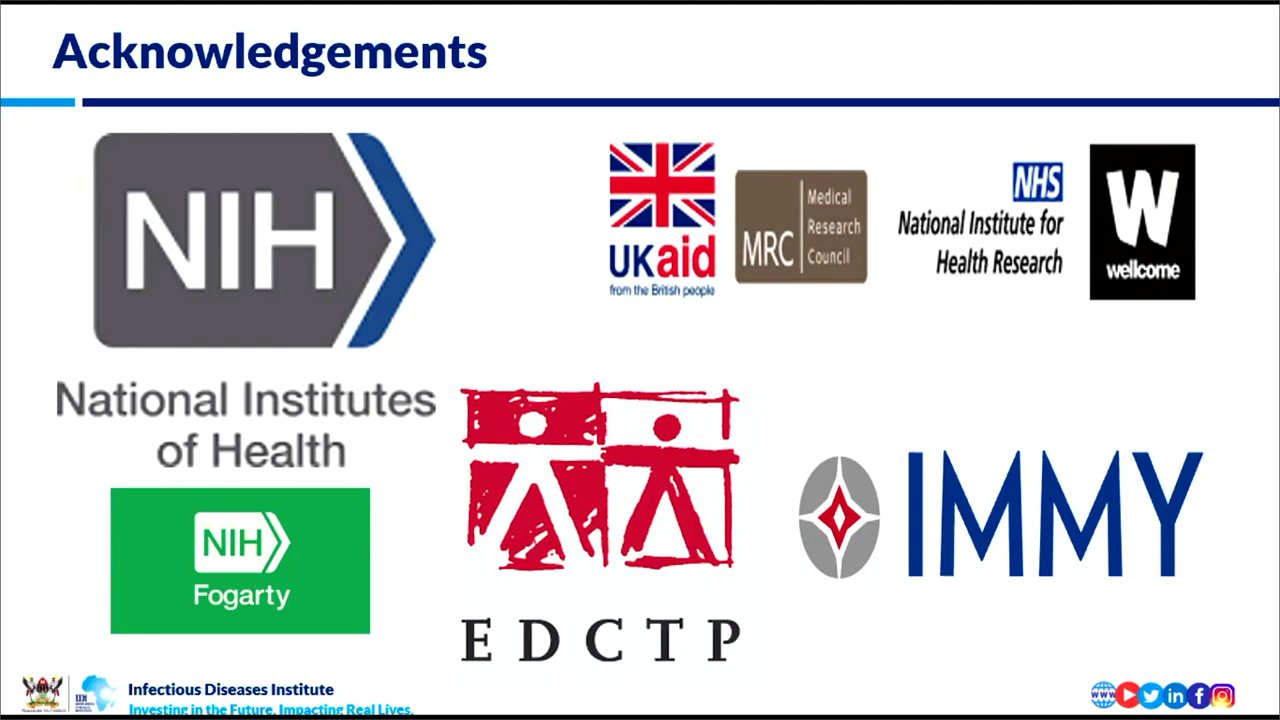 Acknowledgements
NIH
National Institutes
of Health
UKaid
from the British people
MRC
Medical
Research
Council
NHS
National Institute for
Health Research
W
wellcome
NIH
Fogarty
EDCTP
IMMY
IDI
Infectious Diseases Institute
Investing in the Future, Impacting Real Lives.